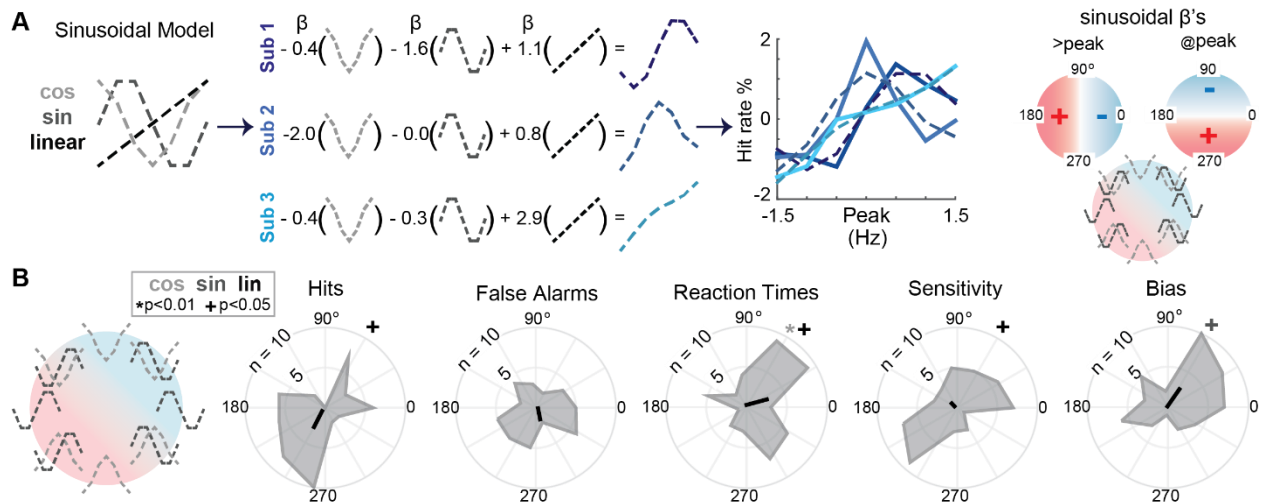 A
Sinusoidal Model
cos
sin
linear
β β β
Sub 1
- 0.4( ) - 1.6( ) + 1.1( ) =
Sub 2
-2.0( ) - 0.0( ) + 0.8( ) =
Sub 3
- 0.4( ) - 0.3( ) + 2.9( ) =
Hit rate %
2
0
-2
-1.5 1.5
Peak
(Hz)
sinusoidal β's
>peak
90°
180 + - 0
270
@peak
90
-
180 0
+
270
B
cos sin lin
*p<0.01 +p<0.05
Hits
90° +
n = 10
5
180 0
270
False Alarms
90°
n = 10
5
180 0
270
Reaction Times
90° *+
n = 10
5
180 0
270
Sensitivity
90° +
n = 10
5
180 0
270
Bias
90° +
n = 10
5
180 0
270